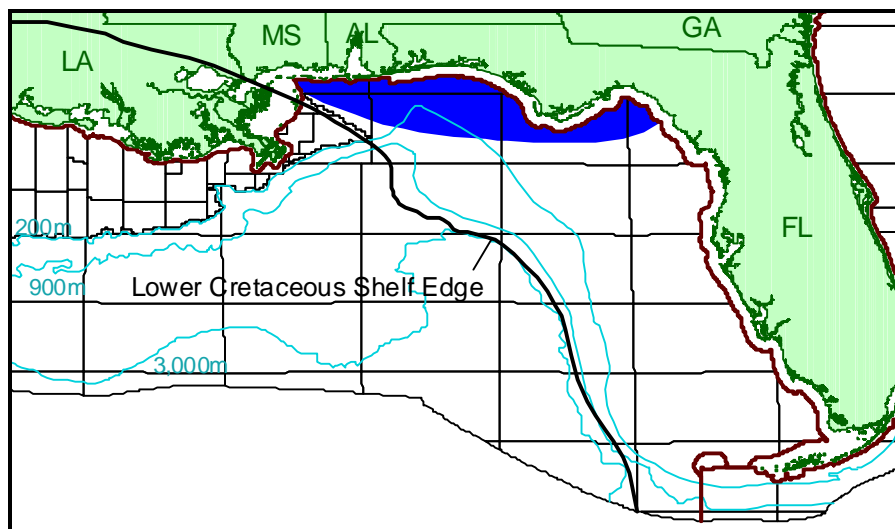 MS
AL
GA
LA
FL
200m
900m
Lower Cretaceous Shelf Edge
3,000m